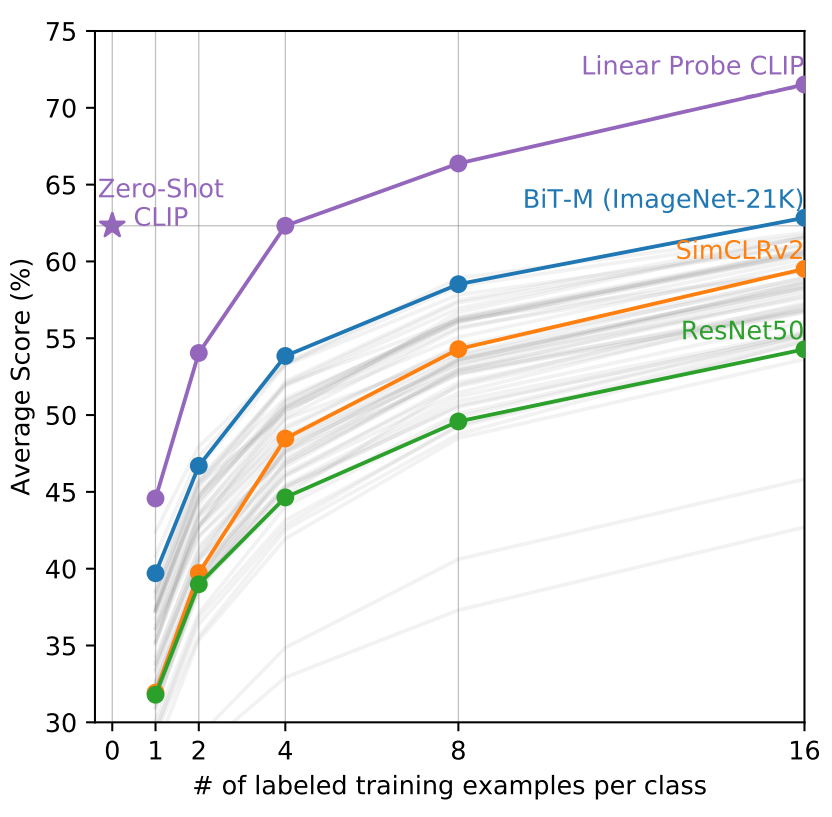 75
70
65
60
55
50
45
40
35
30
Average Score (%)
Linear Probe CLIP
Zero-Shot
CLIP
BiT-M (ImageNet-21K)
SimCLRv2
ResNet50
0 1 2 4 8 16
# of labeled training examples per class